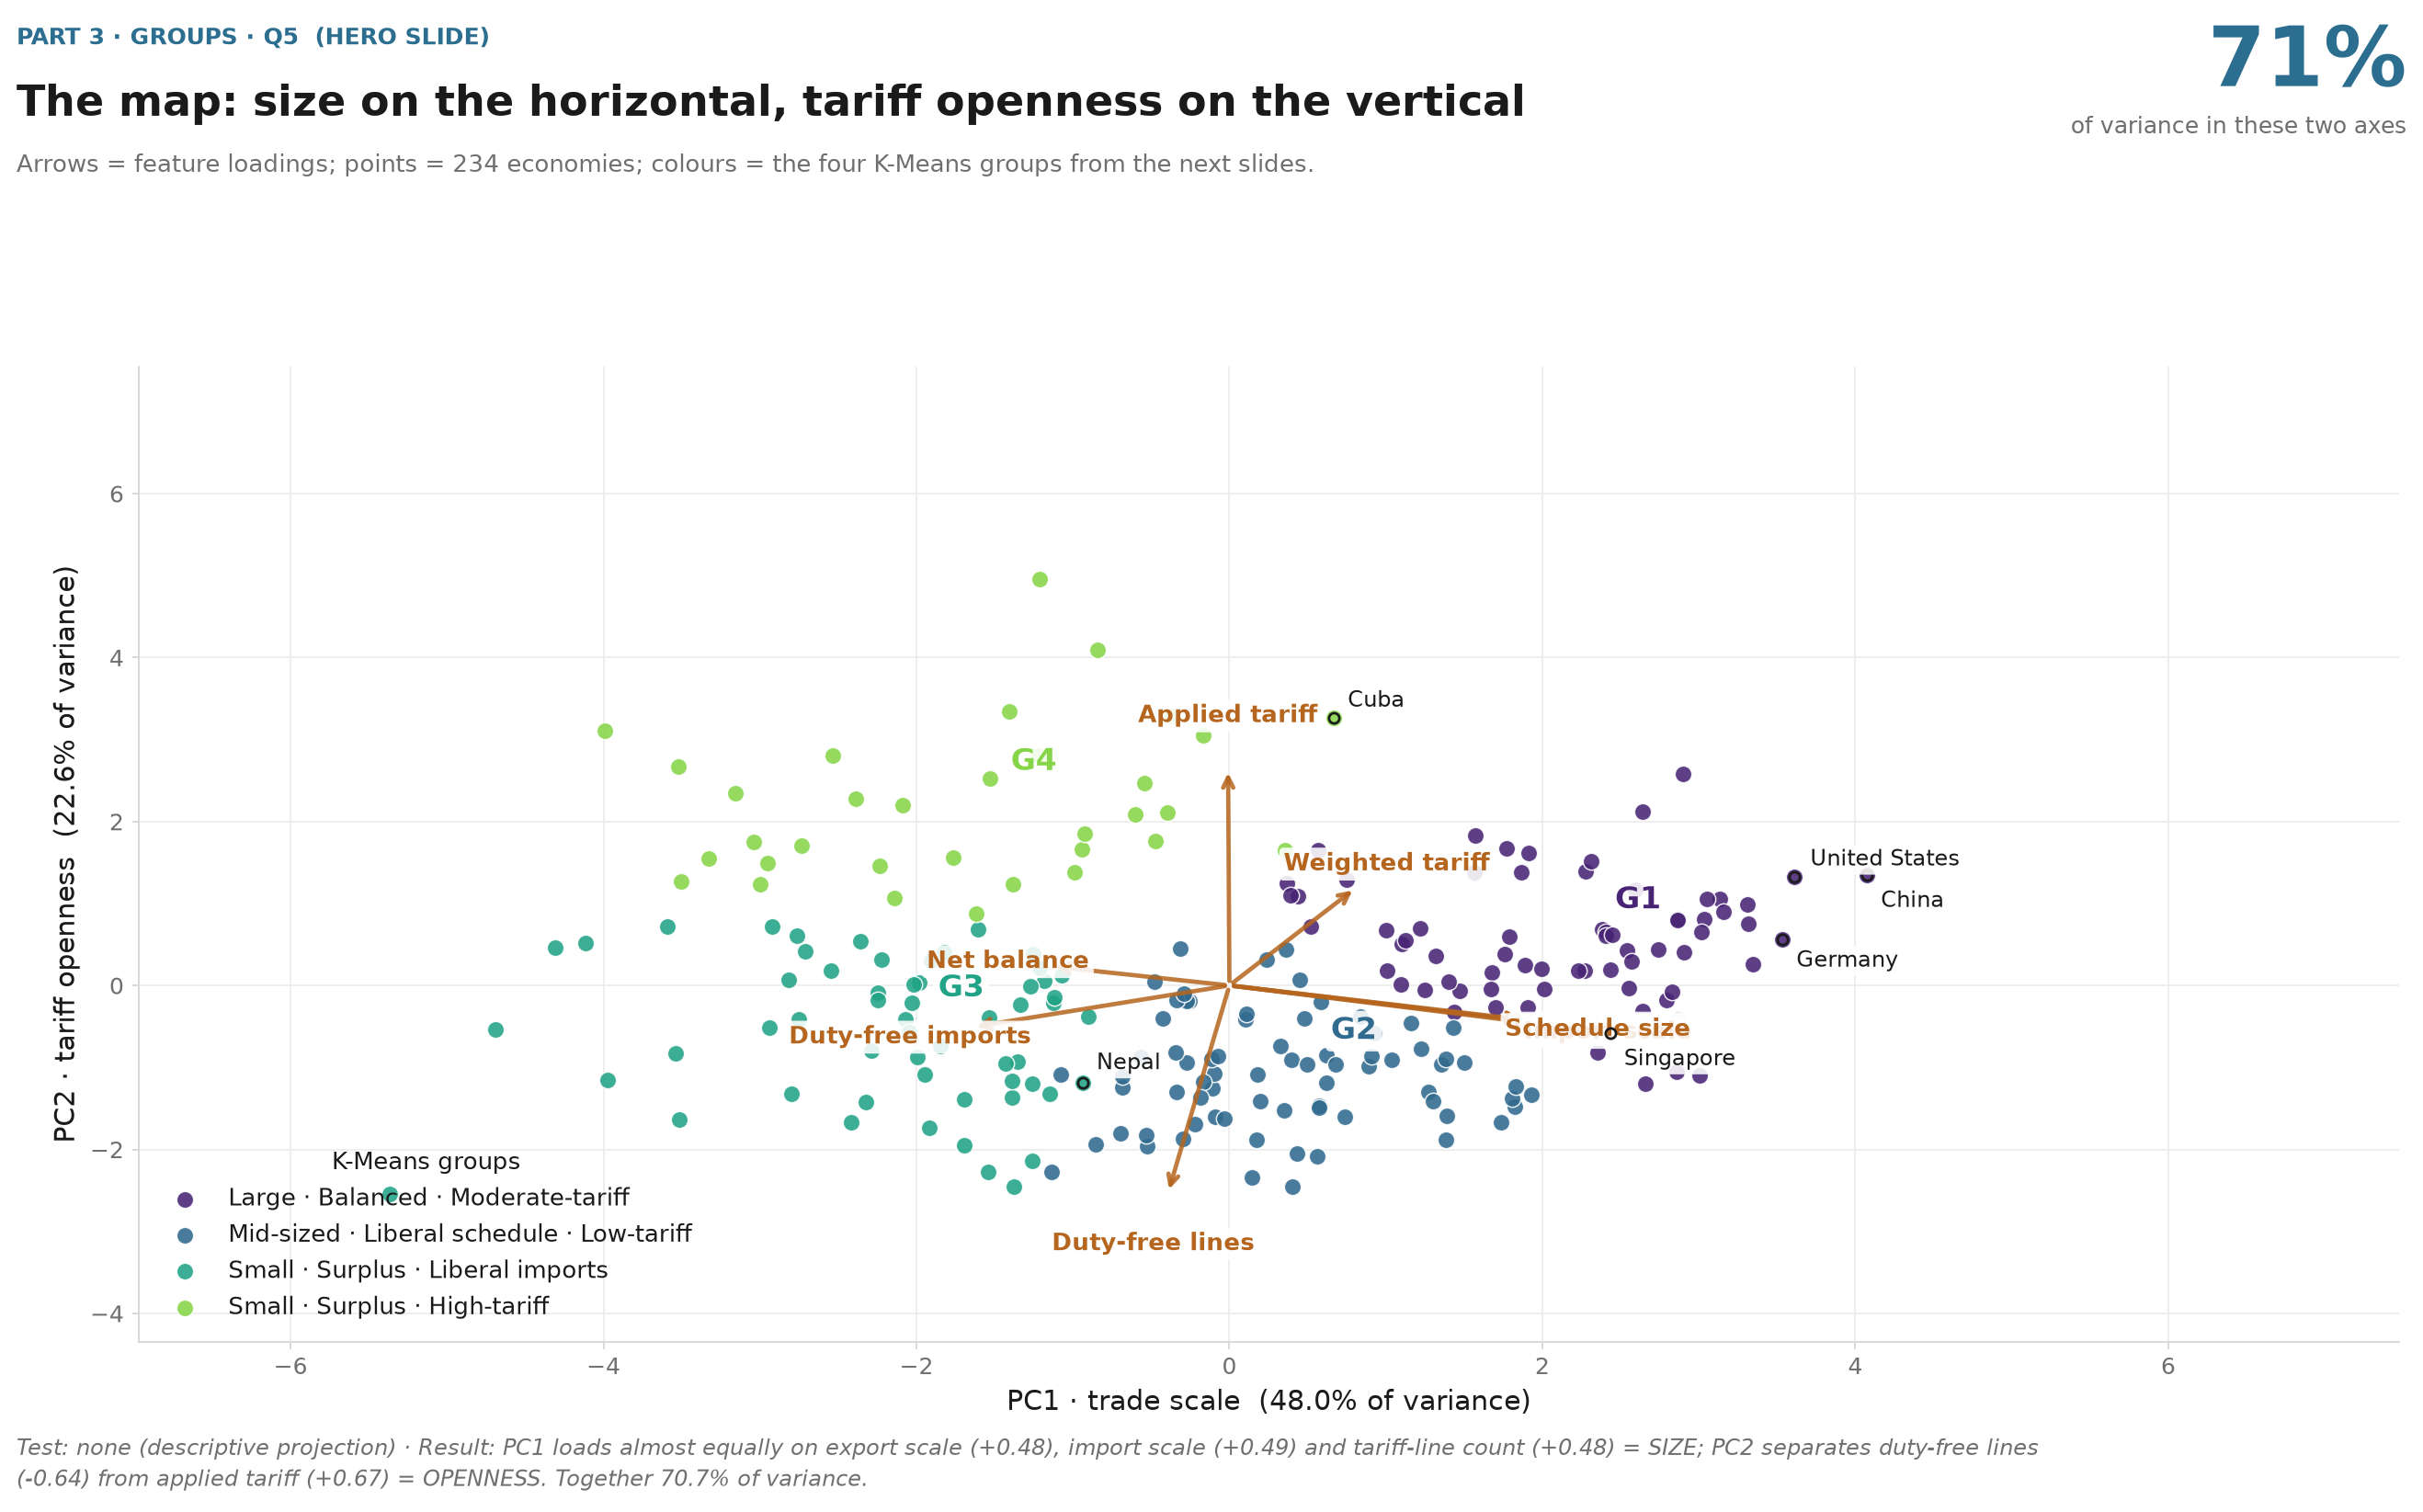 PART 3 · GROUPS · Q5  (HERO SLIDE)
71%
The map: size on the horizontal, tariff openness on the vertical
of variance in these two axes
Arrows = feature loadings; points = 234 economies; colours = the four K-Means groups from the next slides.
PC2 · tariff openness  (22.6% of variance)
6
4
2
0
−2
−4
Cuba
Applied tariff
G4
Weighted tariff
United States
G1
China
Net balance
Germany
G3
Duty-free imports
G2
Schedule size
Nepal
Singapore
Duty-free lines
K-Means groups
Large · Balanced · Moderate-tariff
Mid-sized · Liberal schedule · Low-tariff
Small · Surplus · Liberal imports
Small · Surplus · High-tariff
−6
−4
−2
0
2
4
6
PC1 · trade scale  (48.0% of variance)
Test: none (descriptive projection) · Result: PC1 loads almost equally on export scale (+0.48), import scale (+0.49) and tariff-line count (+0.48) = SIZE; PC2 separates duty-free lines
(-0.64) from applied tariff (+0.67) = OPENNESS. Together 70.7% of variance.